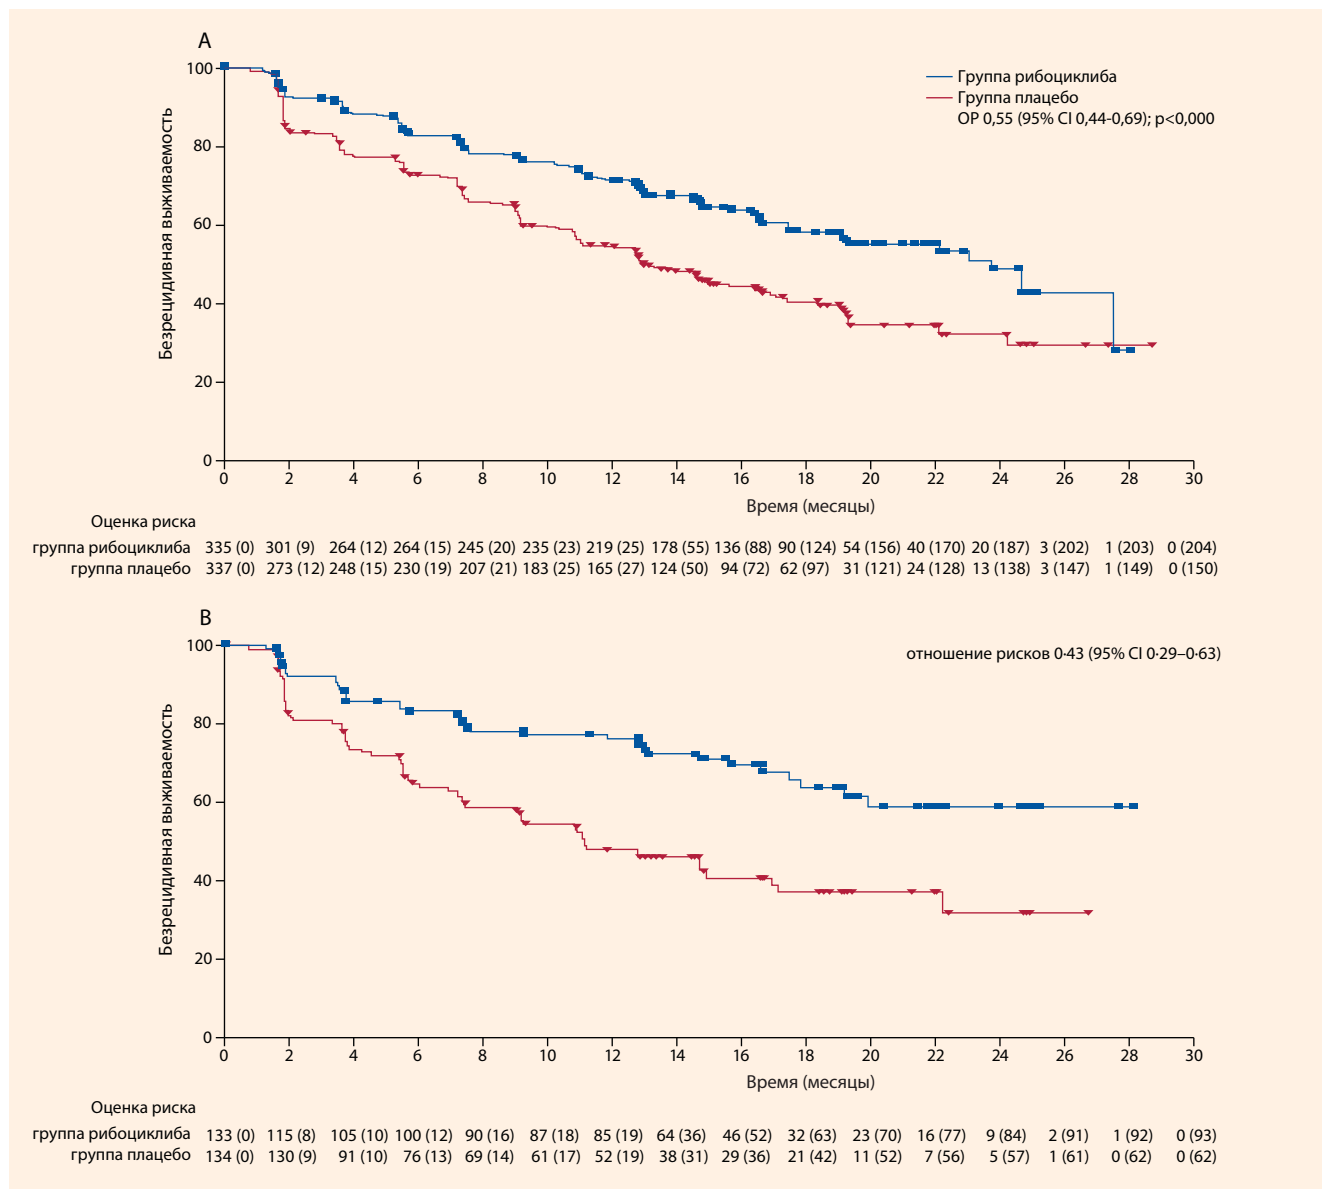 A
100
80
60
40
20
0
Безрецидивная выживаемость
Группа рибоциклиба
Группа плацебо
ОР 0,55 (95% CI 0,44-0,69); p<0,000
0 2 4 6 8 10 12 14 16 18 20 22 24 26 28 30
Время (месяцы)
Оценка риска
группа рибоциклиба 335 (0) 301 (9) 264 (12) 264 (15) 245 (20) 235 (23) 219 (25) 178 (55) 136 (88) 90 (124) 54 (156) 40 (170) 20 (187) 3 (202) 1 (203) 0 (204)
группа плацебо 337 (0) 273 (12) 248 (15) 230 (19) 207 (21) 183 (25) 165 (27) 124 (50) 94 (72) 62 (97) 31 (121) 24 (128) 13 (138) 3 (147) 1 (149) 0 (150)
B
100
80
60
40
20
0
Безрецидивная выживаемость
отношение рисков 0·43 (95% CI 0·29–0·63)
0 2 4 6 8 10 12 14 16 18 20 22 24 26 28 30
Время (месяцы)
Оценка риска
группа рибоциклиба 133 (0) 115 (8) 105 (10) 100 (12) 90 (16) 87 (18) 85 (19) 64 (36) 46 (52) 32 (63) 23 (70) 16 (77) 9 (84) 2 (91) 1 (92) 0 (93)
группа плацебо 134 (0) 130 (9) 91 (10) 76 (13) 69 (14) 61 (17) 52 (19) 38 (31) 29 (36) 21 (42) 11 (52) 7 (56) 5 (57) 1 (61) 0 (62) 0 (62)